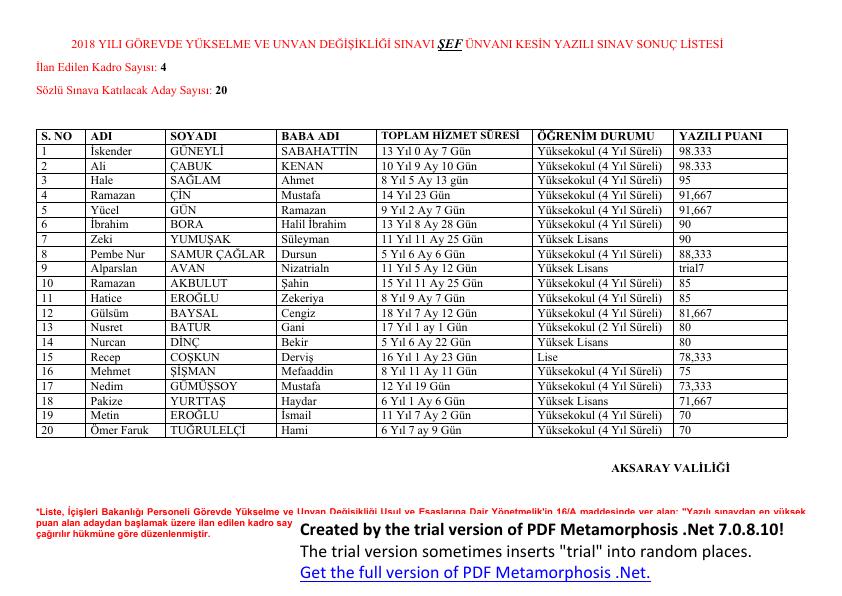 2018 YILI GÖREVDE YÜKSELME VE UNVAN DEĞİŞİKLİĞİ SINAVI ŞEF ÜNVANI KESİN YAZILI SINAV SONUÇ LİSTESİ
İlan Edilen Kadro Sayısı: 4
Sözlü Sınava Katılacak Aday Sayısı: 20
S. NO ADI SOYADI BABA ADI TOPLAM HİZMET SÜRESİ ÖĞRENİM DURUMU YAZILI PUANI
1 İskender GÜNEYLİ SABAHATTİN 13 Yıl 0 Ay 7 Gün Yüksekokul (4 Yıl Süreli) 98.333
2 Ali ÇABUK KENAN 10 Yıl 9 Ay 10 Gün Yüksekokul (4 Yıl Süreli) 98.333
3 Hale SAĞLAM Ahmet 8 Yıl 5 Ay 13 gün Yüksekokul (4 Yıl Süreli) 95
4 Ramazan ÇİN Mustafa 14 Yıl 23 Gün Yüksekokul (4 Yıl Süreli) 91,667
5 Yücel GÜN Ramazan 9 Yıl 2 Ay 7 Gün Yüksekokul (4 Yıl Süreli) 91,667
6 İbrahim BORA Halil İbrahim 13 Yıl 8 Ay 28 Gün Yüksekokul (4 Yıl Süreli) 90
7 Zeki YUMUŞAK Süleyman 11 Yıl 11 Ay 25 Gün Yüksek Lisans 90
8 Pembe Nur SAMUR ÇAĞLAR Dursun 5 Yıl 6 Ay 6 Gün Yüksekokul (4 Yıl Süreli) 88,333
9 Alparslan AVAN Nizatrialn 11 Yıl 5 Ay 12 Gün Yüksek Lisans trial7
10 Ramazan AKBULUT Şahin 15 Yıl 11 Ay 25 Gün Yüksekokul (4 Yıl Süreli) 85
11 Hatice EROĞLU Zekeriya 8 Yıl 9 Ay 7 Gün Yüksekokul (4 Yıl Süreli) 85
12 Gülsüm BAYSAL Cengiz 18 Yıl 7 Ay 12 Gün Yüksekokul (4 Yıl Süreli) 81,667
13 Nusret BATUR Gani 17 Yıl 1 ay 1 Gün Yüksekokul (2 Yıl Süreli) 80
14 Nurcan DİNÇ Bekir 5 Yıl 6 Ay 22 Gün Yüksek Lisans 80
15 Recep COŞKUN Derviş 16 Yıl 1 Ay 23 Gün Lise 78,333
16 Mehmet ŞİŞMAN Mefaaddin 8 Yıl 11 Ay 11 Gün Yüksekokul (4 Yıl Süreli) 75
17 Nedim GÜMÜŞSOY Mustafa 12 Yıl 19 Gün Yüksekokul (4 Yıl Süreli) 73,333
18 Pakize YURTTAŞ Haydar 6 Yıl 1 Ay 6 Gün Yüksek Lisans 71,667
19 Metin EROĞLU İsmail 11 Yıl 7 Ay 2 Gün Yüksekokul (4 Yıl Süreli) 70
20 Ömer Faruk TUĞRULELÇİ Hami 6 Yıl 7 ay 9 Gün Yüksekokul (4 Yıl Süreli) 70
AKSARAY VALİLİĞİ
*Liste, İçişleri Bakanlığı Personeli Görevde Yükselme ve Unvan Değişikliği Usul ve Esaslarına Dair Yönetmelik'in 16/A maddesinde yer alan; "Yazılı sınavdan en yüksek
puan alan adaydan başlamak üzere ilan edilen kadro say
çağırılır hükmüne göre düzenlenmiştir.
Created by the trial version of PDF Metamorphosis .Net 7.0.8.10!
The trial version sometimes inserts "trial" into random places.
Get the full version of PDF Metamorphosis .Net.